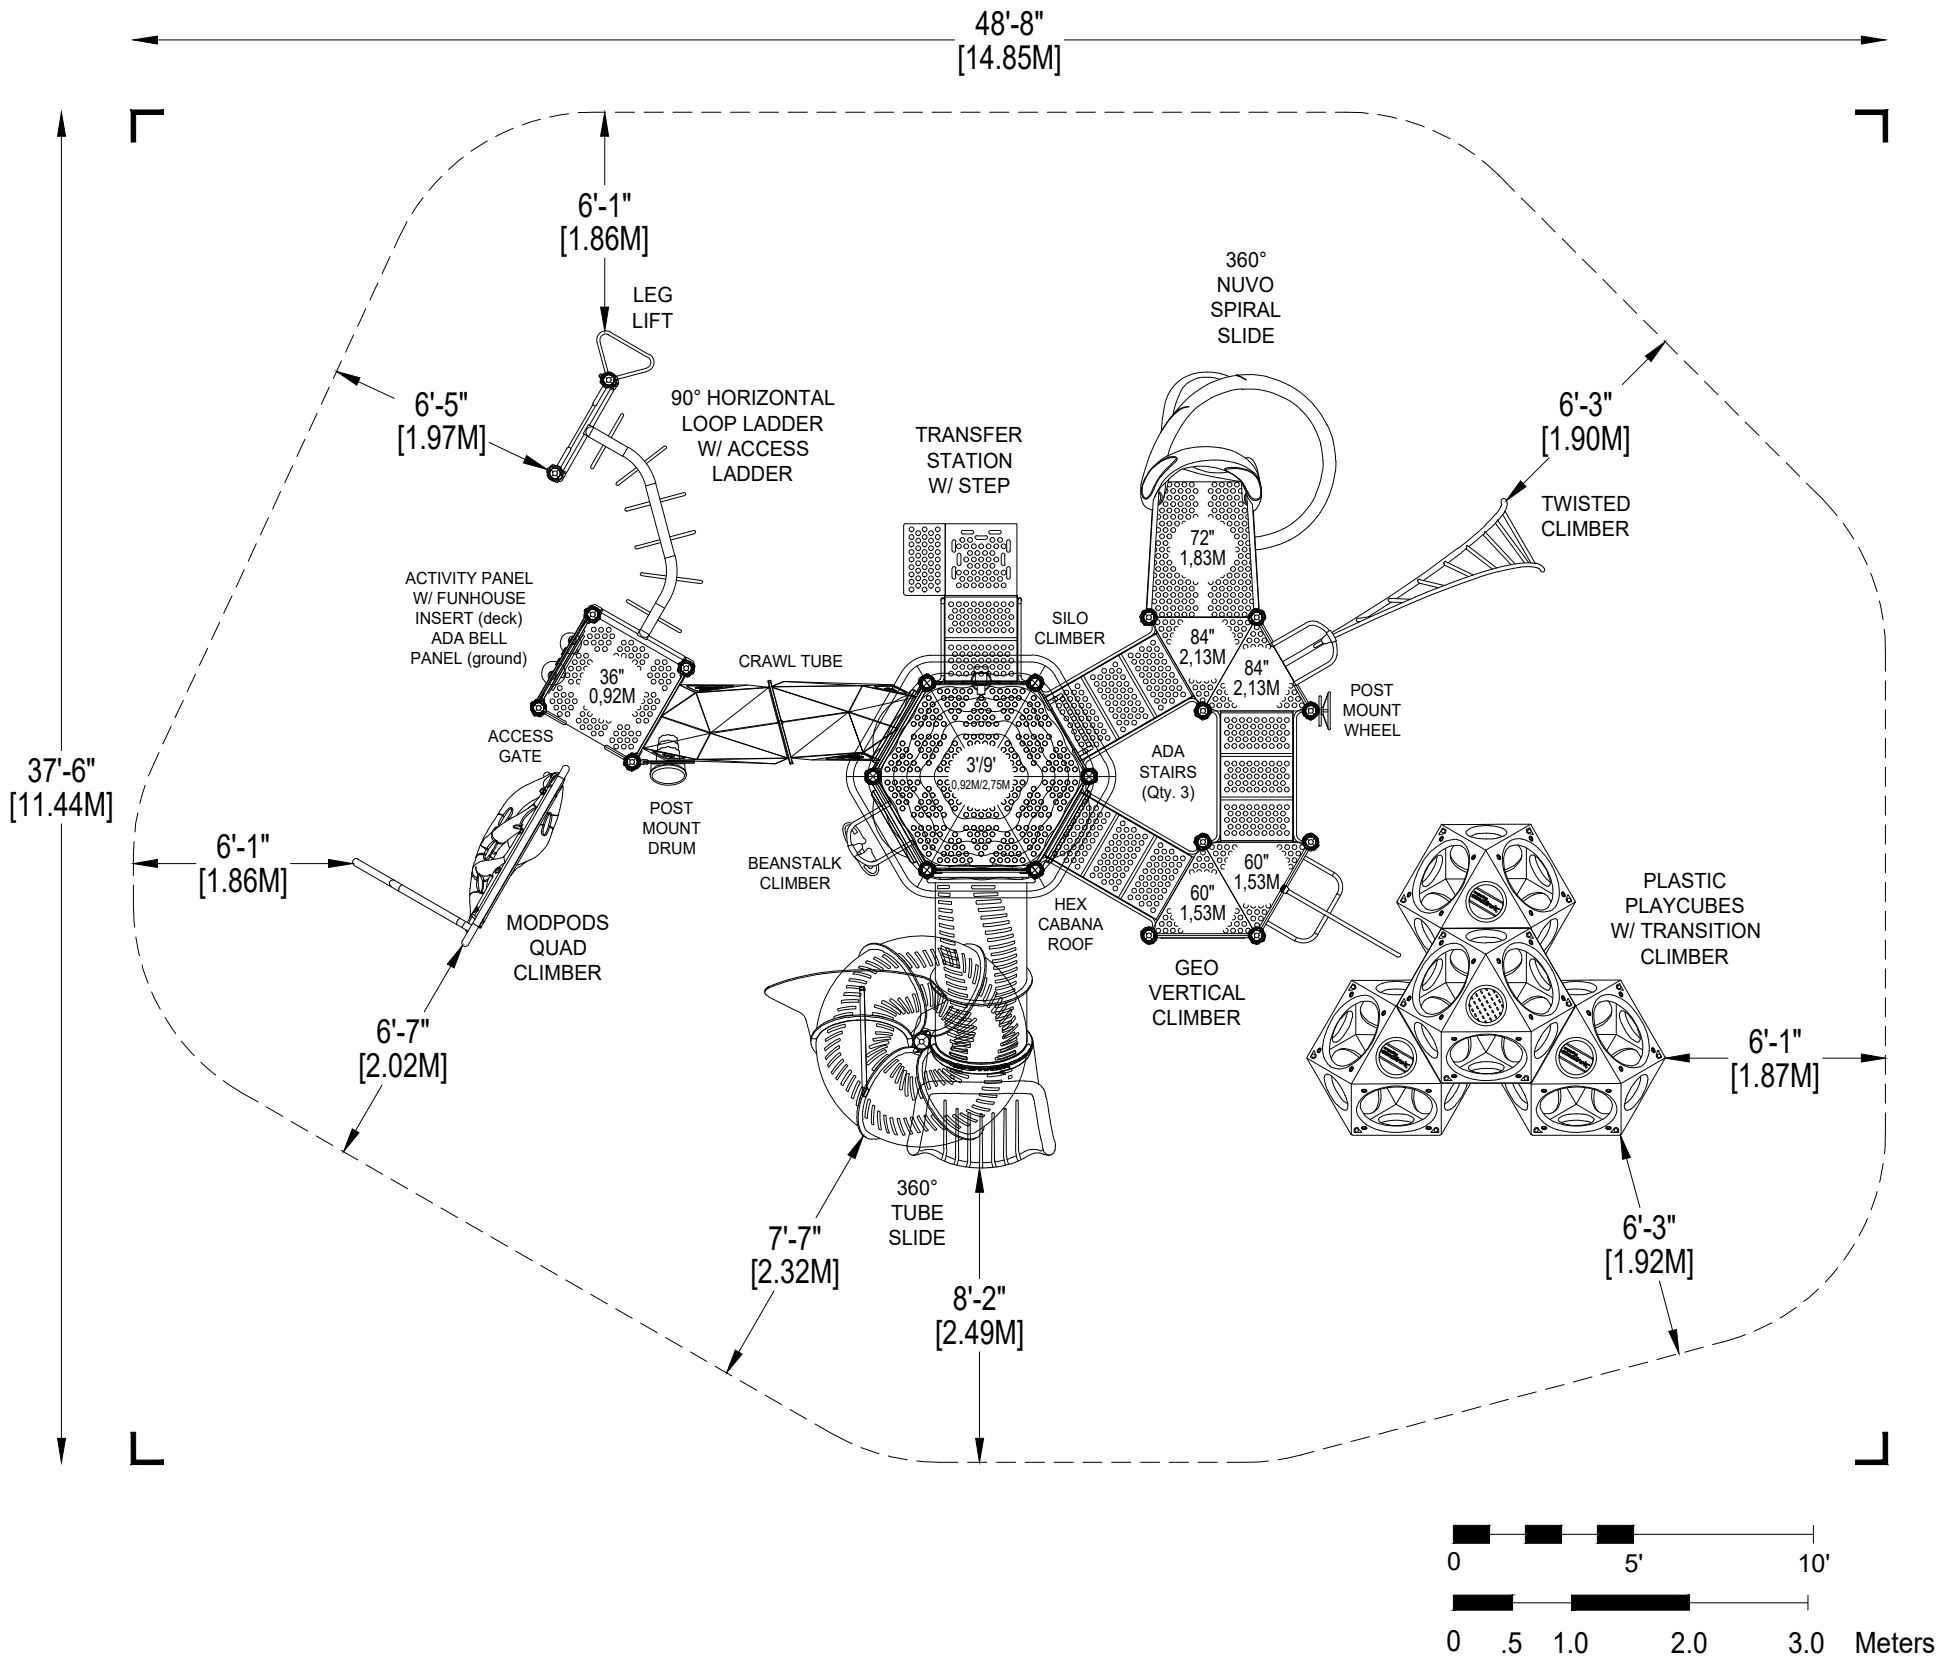 48'-8"
[14.85M]
6'-1"
[1.86M]
LEG
LIFT
360°
NUVO
SPIRAL
SLIDE
6'-5"
[1.97M]
90° HORIZONTAL
LOOP LADDER
W/ ACCESS
LADDER
TRANSFER
STATION
W/ STEP
6'-3"
[1.90M]
TWISTED
CLIMBER
72"
1,83M
ACTIVITY PANEL
W/ FUNHOUSE
INSERT (deck)
ADA BELL
PANEL (ground)
SILO
CLIMBER
84"
2,13M
84"
2,13M
36"
0,92M
CRAWL TUBE
POST
MOUNT
WHEEL
ACCESS
GATE
3'/9'
0,92M/2,75M
ADA
STAIRS
(Qty. 3)
37'-6"
[11.44M]
POST
MOUNT
DRUM
6'-1"
[1.86M]
BEANSTALK
CLIMBER
60"
1,53M
60"
1,53M
PLASTIC
PLAYCUBES
W/ TRANSITION
CLIMBER
MODPODS
QUAD
CLIMBER
HEX
CABANA
ROOF
GEO
VERTICAL
CLIMBER
6'-7"
[2.02M]
6'-1"
[1.87M]
360°
TUBE
SLIDE
7'-7"
[2.32M]
6'-3"
[1.92M]
8'-2"
[2.49M]
0 5' 10'
0 .5 1.0 2.0 3.0 Meters